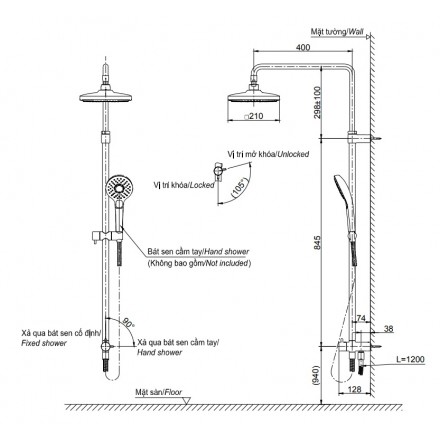 Mặt tường/Wall
400
298±100
□210
Vị trí mở khóa/Unlocked
Vị trí khóa/Locked
(105°)
845
Bát sen cầm tay/Hand shower
(Không bao gồm/Not included)
74
38
90°
Xả qua bát sen cố định/
Fixed shower
Xả qua bát sen cầm tay/
Hand shower
L=1200
(940)
128
Mặt sàn/Floor